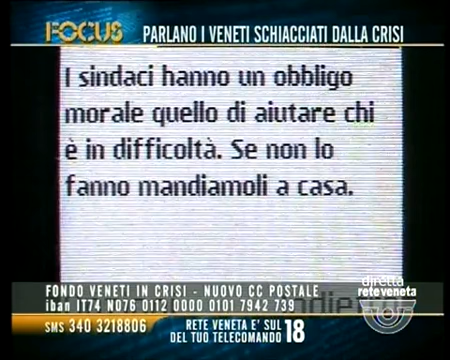 FOCUS
PARLANO I VENETI SCHIACCIATI DALLA CRISI
I sindaci hanno un obbligo
morale quello di aiutare chi
è in difficoltà. Se non lo
fanno mandiamoli a casa.
diretta
reteveneta
FONDO VENETI IN CRISI - NUOVO CC POSTALE
iban IT74 N076 0112 0000 0101 7942 739
SMS 340 3218806
RETE VENETA E' SUL
DEL TUO TELECOMANDO
18